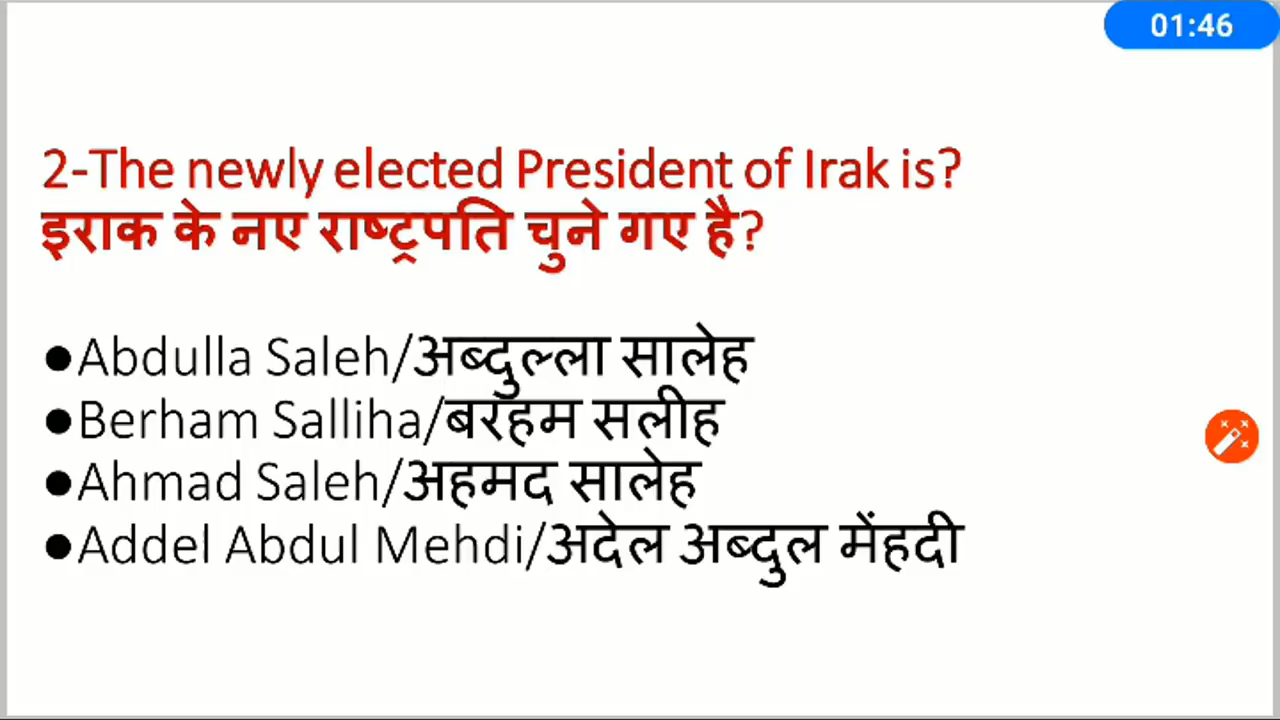 01:46
2-The newly elected President of Irak is?
इराक के नए राष्ट्रपति चुने गए है?
●Abdulla Saleh/अब्दुल्ला सालेह
●Berham Salliha/बरहम सलीह
●Ahmad Saleh/अहमद सालेह
●Addel Abdul Mehdi/अदेल अब्दुल मेंहदी